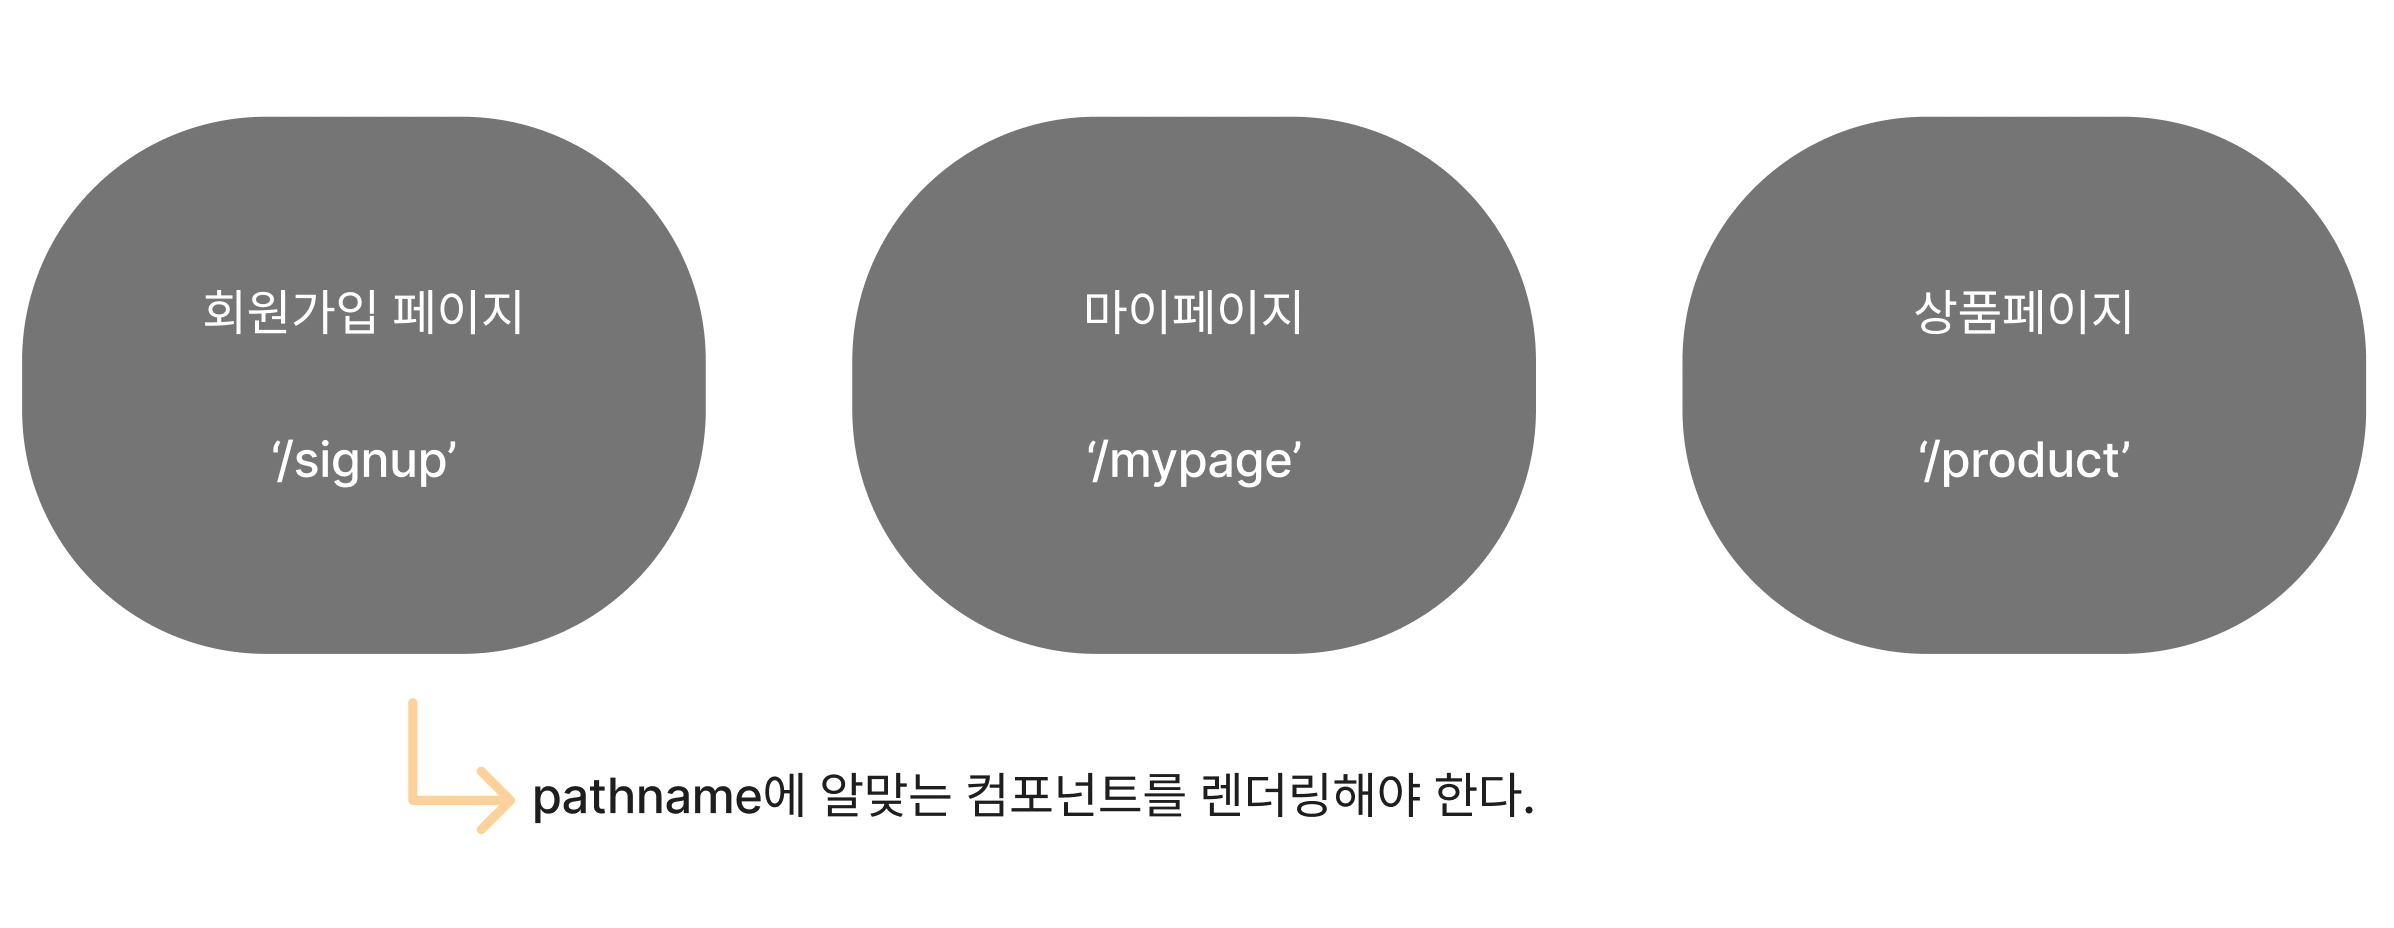 회원가입 페이지
‘/signup’
마이페이지
‘/mypage’
상품페이지
‘/product’
pathname에 알맞는 컴포넌트를 렌더링해야 한다.